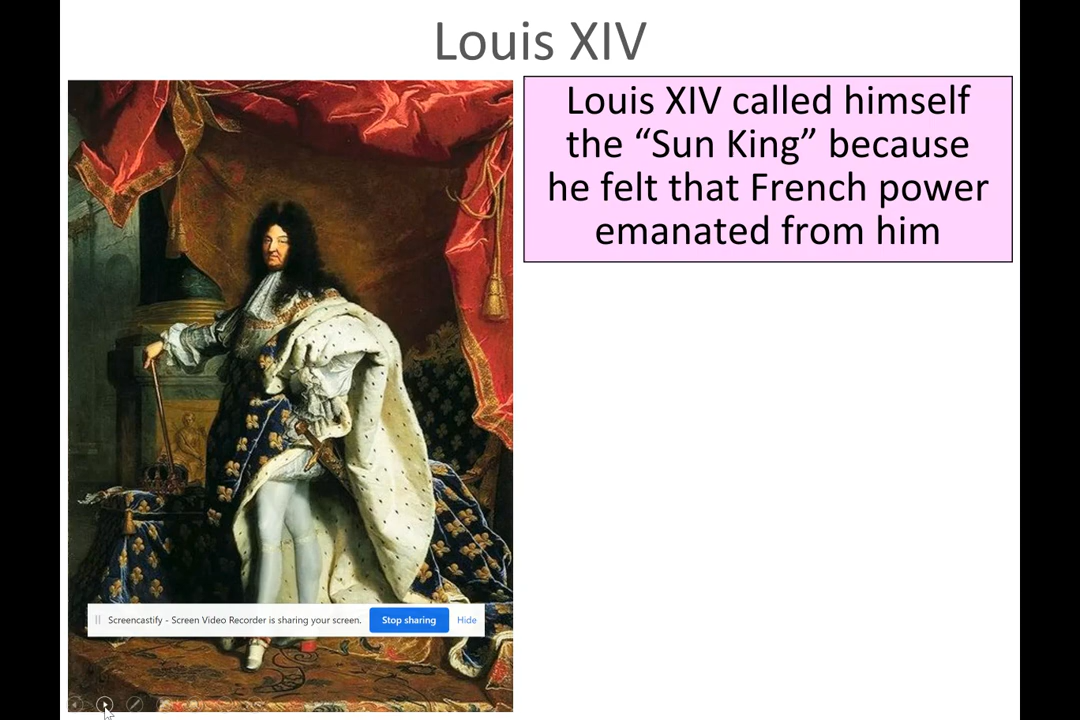 Louis XIV
Louis XIV called himself
the “Sun King” because
he felt that French power
emanated from him
Screencastify - Screen Video Recorder is sharing your screen.
Stop sharing
Hide